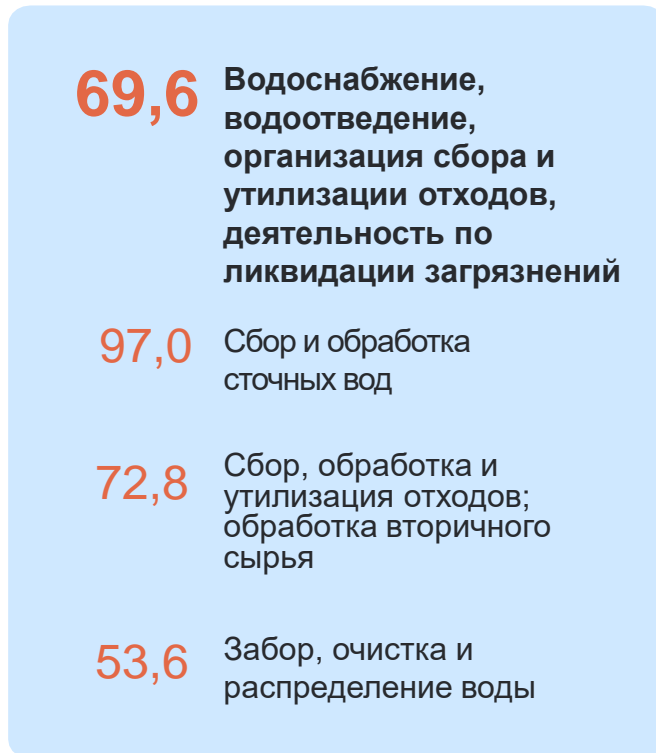 69,6 Водоснабжение,
водоотведение,
организация сбора и
утилизации отходов,
деятельность по
ликвидации загрязнений
97,0 Сбор и обработка
сточных вод
72,8 Сбор, обработка и
утилизация отходов;
обработка вторичного
сырья
53,6 Забор, очистка и
распределение воды